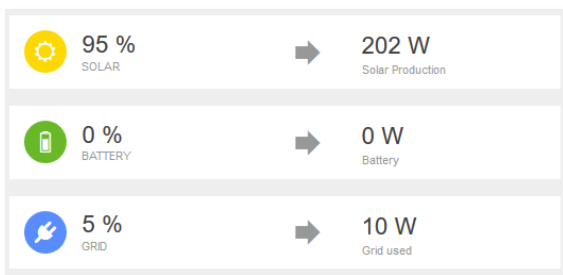 95 %
SOLAR
202 W
Solar Production
0 %
BATTERY
0 W
Battery
5 %
GRID
10 W
Grid used